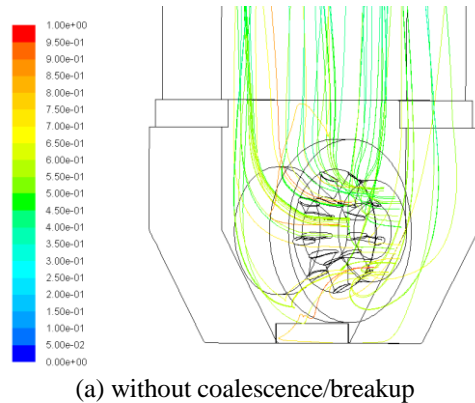 1.00e+00
9.50e-01
9.00e-01
8.50e-01
8.00e-01
7.50e-01
7.00e-01
6.50e-01
6.00e-01
5.50e-01
5.00e-01
4.50e-01
4.00e-01
3.50e-01
3.00e-01
2.50e-01
2.00e-01
1.50e-01
1.00e-01
5.00e-02
0.00e+00
(a) without coalescence/breakup